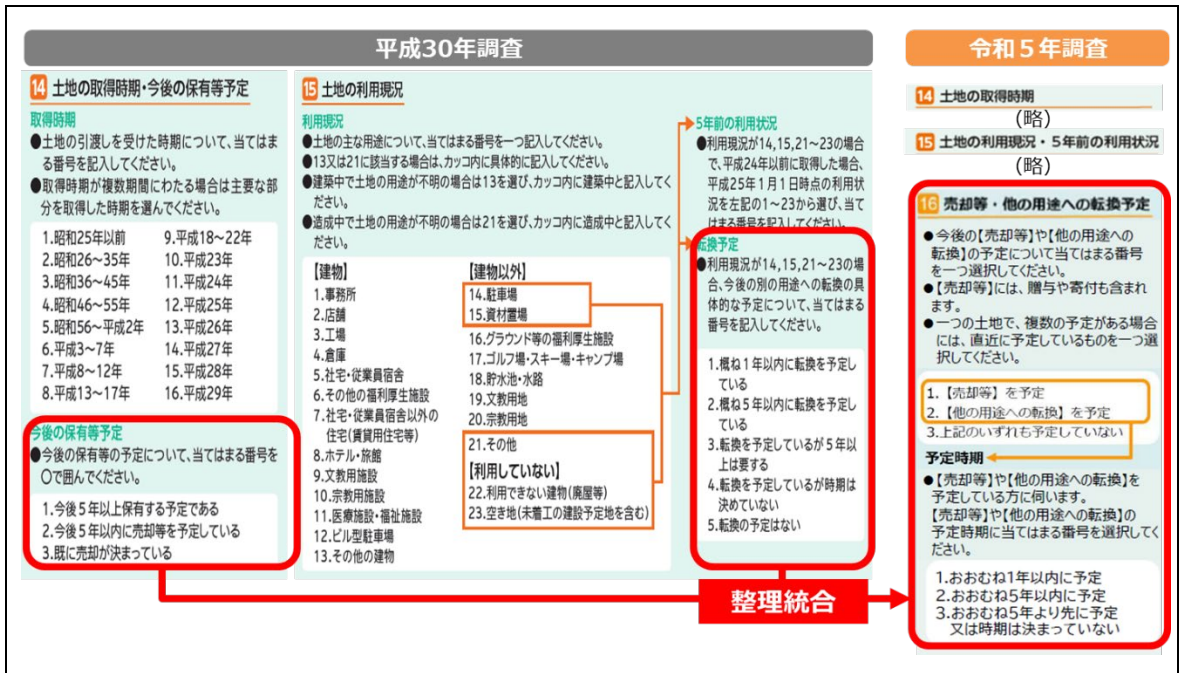 平成30年調査
14 土地の取得時期・今後の保有等予定
取得時期
●土地の引渡しを受けた時期について、当てはま
る番号を記入してください。
●取得時期が複数期間にわたる場合は主要な部
分を取得した時期を選んでください。
1.昭和25年以前
2.昭和26~35年
3.昭和36~45年
4.昭和46~55年
5.昭和56~平成2年
6.平成3~7年
7.平成8~12年
8.平成13~17年
9.平成18~22年
10.平成23年
11.平成24年
12.平成25年
13.平成26年
14.平成27年
15.平成28年
16.平成29年
今後の保有等予定
●今後の保有等の予定について、当てはまる番号を
〇で囲んでください。
1.今後5年以上保有する予定である
2.今後5年以内に売却等を予定している
3.既に売却が決まっている
15 土地の利用現況
利用現況
●土地の主な用途について、当てはまる番号を一つ記入してください。
●13又は21に該当する場合は、カッコ内に具体的に記入してください。
●建築中で土地の用途が不明の場合は13を選び、カッコ内に建築中と記入してく
ださい。
●造成中で土地の用途が不明の場合は21を選び、カッコ内に造成中と記入してく
ださい。
【建物】
1.事務所
2.店舗
3.工場
4.倉庫
5.社宅・従業員宿舎
6.その他の福利厚生施設
7.社宅・従業員宿舎以外の
住宅(賃貸用住宅等)
8.ホテル・旅館
9.文教用施設
10.宗教用施設
11.医療施設・福祉施設
12.ビル型駐車場
13.その他の建物
【建物以外】
14.駐車場
15.資材置場
16.グラウンド等の福利厚生施設
17.ゴルフ場・スキー場・キャンプ場
18.貯水池・水路
19.文教用地
20.宗教用地
21.その他
【利用していない】
22.利用できない建物(廃屋等)
23.空き地(未着工の建設予定地を含む)
5年前の利用状況
●利用現況が14,15,21~23の場合
で、平成24年以前に取得した場合、
平成25年1月1日時点の利用状
況を左記の1~23から選び、当て
はまる番号を記入してください。
転換予定
●利用現況が14,15,21~23の場
合、今後の別の用途への転換の具
体的な予定について、当てはまる
番号を記入してください。
1.概ね1年以内に転換を予定し
ている
2.概ね5年以内に転換を予定し
ている
3.転換を予定しているが5年以
上は要する
4.転換を予定しているが時期は
決めていない
5.転換の予定はない
整理統合
令和5年調査
14 土地の取得時期
(略)
15 土地の利用現況・5年前の利用状況
(略)
16 売却等・他の用途への転換予定
●今後の【売却等】や【他の用途への
転換】の予定について当てはまる番号
を一つ選択してください。
●【売却等】には、贈与や寄付も含まれ
ます。
●一つの土地で、複数の予定がある場合
には、直近に予定しているものを一つ選
択してください。
1.【売却等】を予定
2.【他の用途への転換】を予定
3.上記のいずれも予定していない
予定時期
●【売却等】や【他の用途への転換】を
予定している方に伺います。
【売却等】や【他の用途への転換】の
予定時期に当てはまる番号を選択してく
ださい。
1.おおむね1年以内に予定
2.おおむね5年以内に予定
3.おおむね5年より先に予定
又は時期は決まっていない